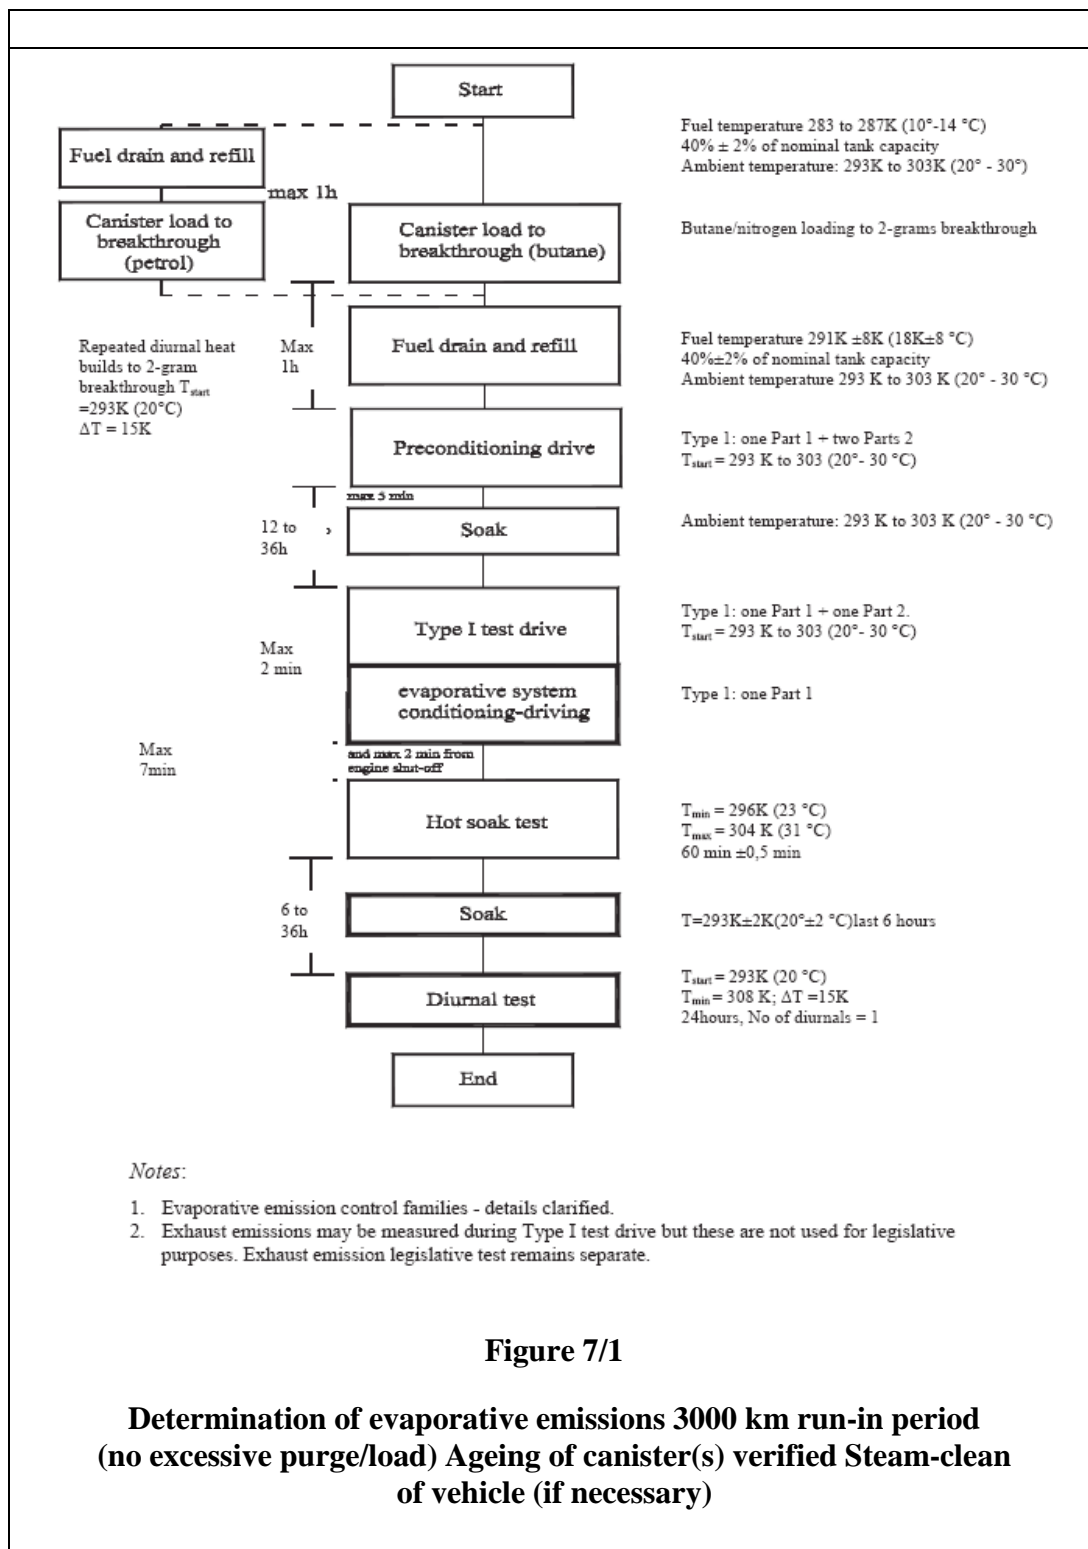 Start
Fuel temperature 283 to 287K (10°-14 °C)
40% ± 2% of nominal tank capacity
Ambient temperature: 293K to 303K (20° - 30°)
Fuel drain and refill
max 1h
Canister load to
breakthrough
(petrol)
Canister load to
breakthrough (butane)
Butane/nitrogen loading to 2-grams breakthrough
Repeated diurnal heat
builds to 2-gram
breakthrough Tstart
=293K (20°C)
ΔT = 15K
Max
1h
Fuel drain and refill
Fuel temperature 291K ±8K (18K±8 °C)
40%±2% of nominal tank capacity
Ambient temperature 293 K to 303 K (20° - 30 °C)
Preconditioning drive
Type 1: one Part 1 + two Parts 2
Tstart = 293 K to 303 (20°- 30 °C)
max 5 min
12 to
36h
Soak
Ambient temperature: 293 K to 303 K (20° - 30 °C)
Type I test drive
Type 1: one Part 1 + one Part 2.
Tstart = 293 K to 303 (20°- 30 °C)
Max
2 min
evaporative system
conditioning-driving
Type 1: one Part 1
Max
7min
and max 2 min from
engine shut-off
Hot soak test
Tmin = 296K (23 °C)
Tmax = 304 K (31 °C)
60 min ±0,5 min
6 to
36h
Soak
T=293K±2K(20°±2 °C)last 6 hours
Diurnal test
Tstart = 293K (20 °C)
Tmin = 308 K; ΔT =15K
24hours, No of diurnals = 1
End
Notes:
1. Evaporative emission control families - details clarified.
2. Exhaust emissions may be measured during Type I test drive but these are not used for legislative
purposes. Exhaust emission legislative test remains separate.
Figure 7/1
Determination of evaporative emissions 3000 km run-in period
(no excessive purge/load) Ageing of canister(s) verified Steam-clean
of vehicle (if necessary)